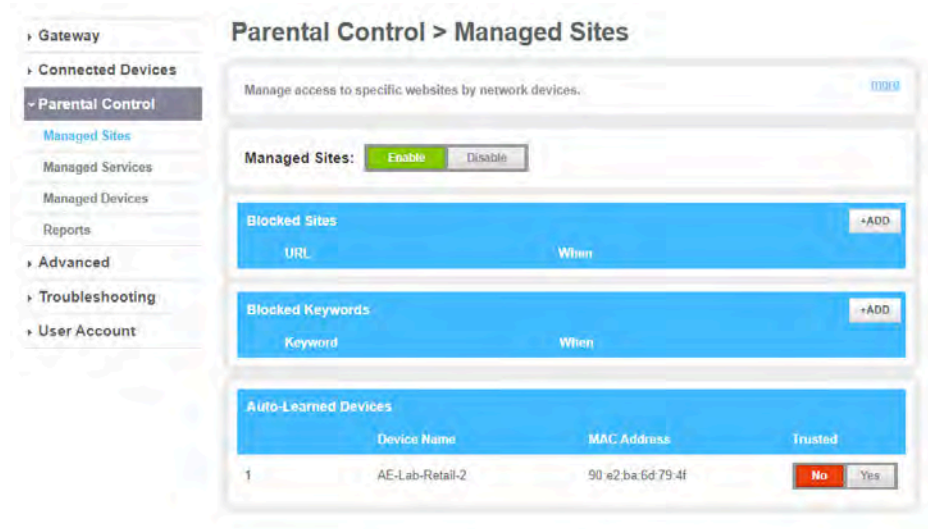 Gateway
Connected Devices
Parental Control
Managed Sites
Managed Services
Managed Devices
Reports
Advanced
Troubleshooting
User Account
Parental Control > Managed Sites
Manage access to specific websites by network devices.
more
Managed Sites: Enable Disable
Blocked Sites
+ADD
URL When
Blocked Keywords
+ADD
Keyword When
Auto-Learned Devices
Device Name MAC Address Trusted
1 AE-Lab-Retail-2 90:e2:ba:6d:79:4f No Yes